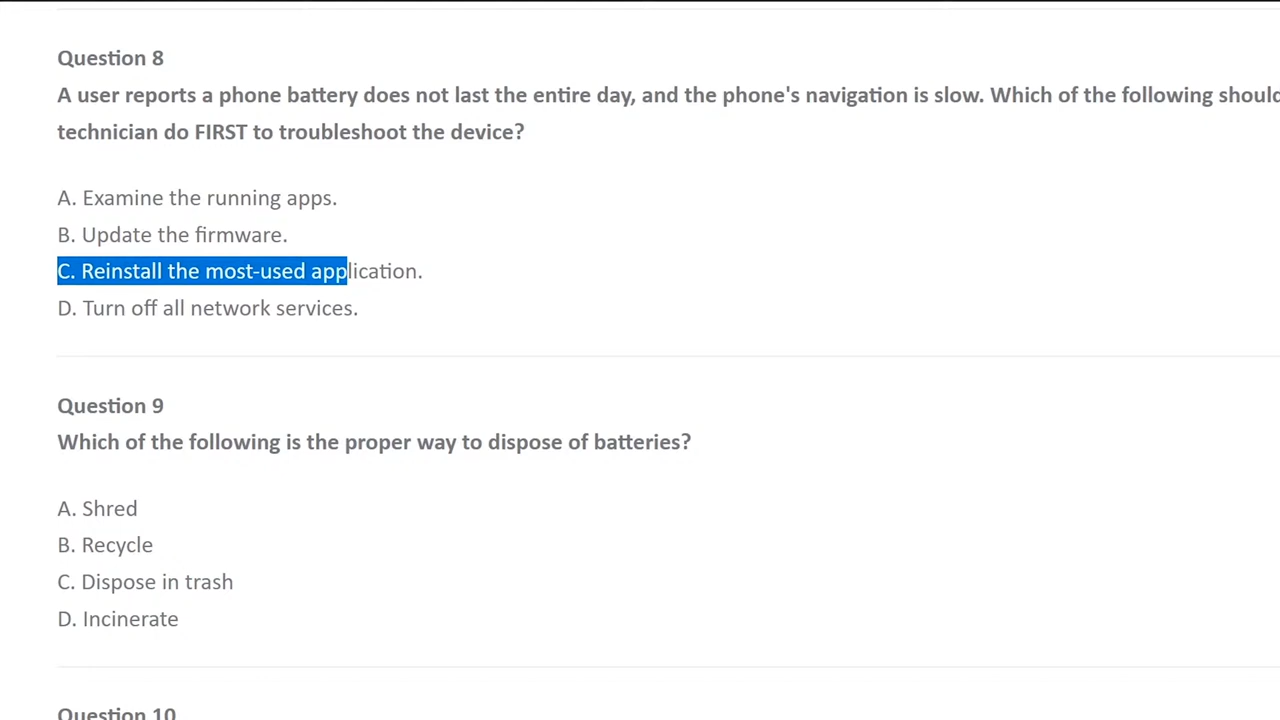 Question 8
A user reports a phone battery does not last the entire day, and the phone's navigation is slow. Which of the following should
technician do FIRST to troubleshoot the device?
A. Examine the running apps.
B. Update the firmware.
C. Reinstall the most-used application.
D. Turn off all network services.
Question 9
Which of the following is the proper way to dispose of batteries?
A. Shred
B. Recycle
C. Dispose in trash
D. Incinerate
Question 10